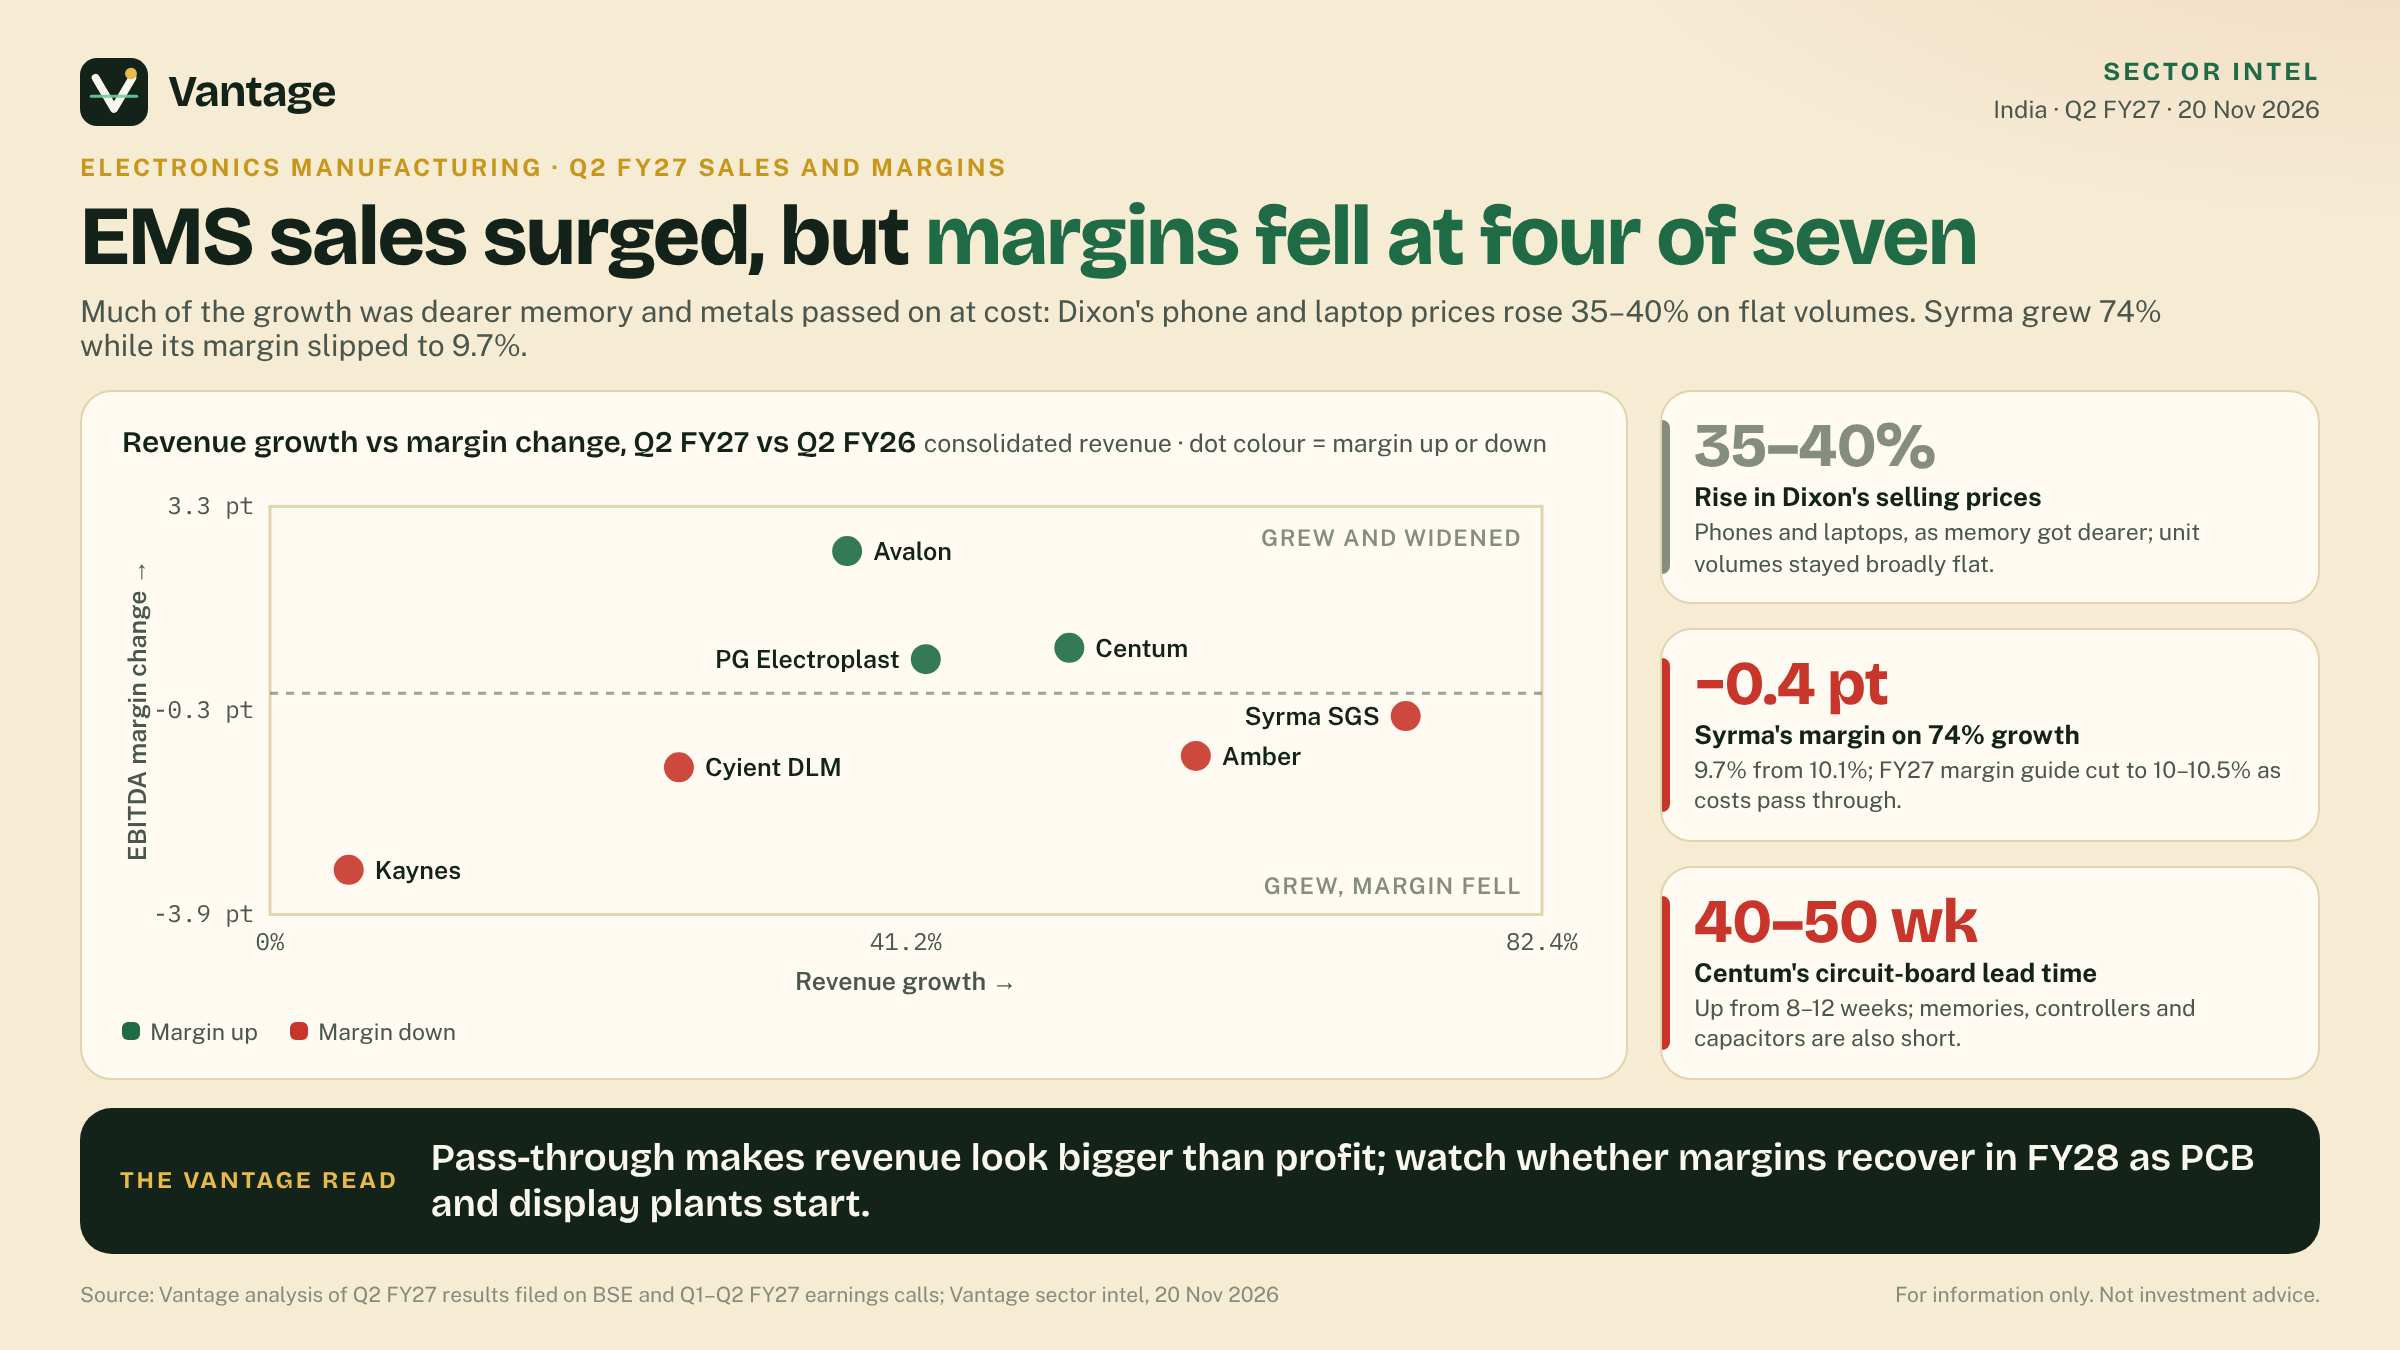 Vantage
SECTOR INTEL
India · Q2 FY27 · 20 Nov 2026
ELECTRONICS MANUFACTURING · Q2 FY27 SALES AND MARGINS
EMS sales surged, but margins fell at four of seven
Much of the growth was dearer memory and metals passed on at cost: Dixon's phone and laptop prices rose 35–40% on flat volumes. Syrma grew 74%
while its margin slipped to 9.7%.
Revenue growth vs margin change, Q2 FY27 vs Q2 FY26 consolidated revenue · dot colour = margin up or down
3.3 pt
-0.3 pt
-3.9 pt
EBITDA margin change →
GREW AND WIDENED
Avalon
PG Electroplast
Centum
Syrma SGS
Amber
Cyient DLM
Kaynes
GREW, MARGIN FELL
0%
41.2%
82.4%
Revenue growth →
Margin up
Margin down
35–40%
Rise in Dixon's selling prices
Phones and laptops, as memory got dearer; unit
volumes stayed broadly flat.
−0.4 pt
Syrma's margin on 74% growth
9.7% from 10.1%; FY27 margin guide cut to 10–10.5% as
costs pass through.
40–50 wk
Centum's circuit-board lead time
Up from 8–12 weeks; memories, controllers and
capacitors are also short.
THE VANTAGE READ
Pass-through makes revenue look bigger than profit; watch whether margins recover in FY28 as PCB
and display plants start.
Source: Vantage analysis of Q2 FY27 results filed on BSE and Q1–Q2 FY27 earnings calls; Vantage sector intel, 20 Nov 2026
For information only. Not investment advice.